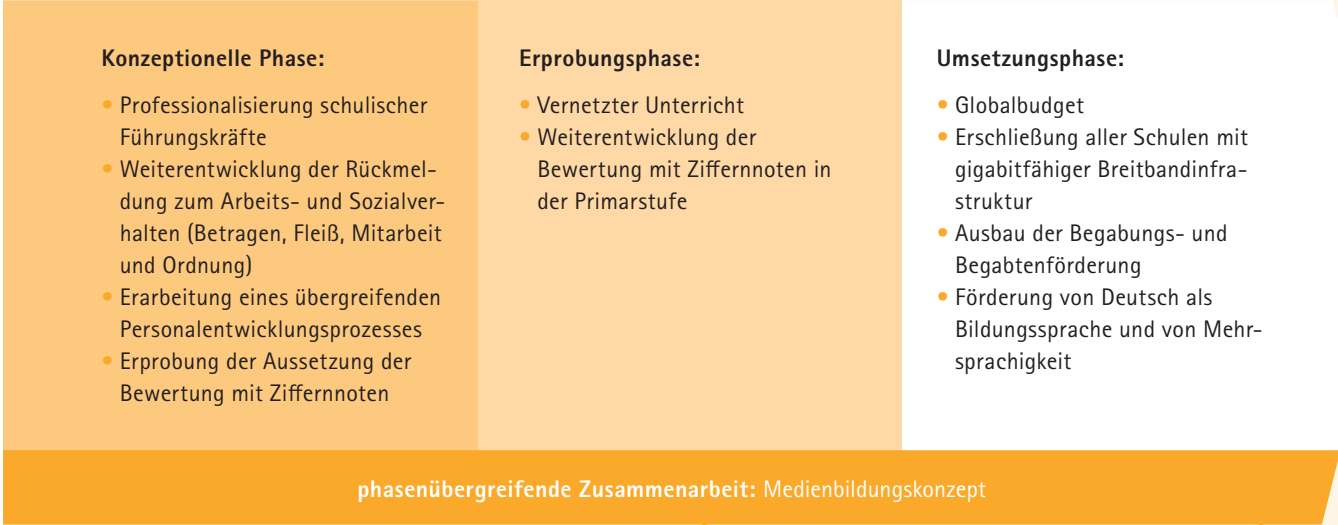 Konzeptionelle Phase:
• Professionalisierung schulischer
Führungskräfte
• Weiterentwicklung der Rückmel-
dung zum Arbeits- und Sozialver-
halten (Betragen, Fleiß, Mitarbeit
und Ordnung)
• Erarbeitung eines übergreifenden
Personalentwicklungsprozesses
• Erprobung der Aussetzung der
Bewertung mit Ziffernnoten
Erprobungsphase:
• Vernetzter Unterricht
• Weiterentwicklung der
Bewertung mit Ziffernnoten in
der Primarstufe
Umsetzungsphase:
• Globalbudget
• Erschließung aller Schulen mit
gigabitfähiger Breitbandinfra-
struktur
• Ausbau der Begabungs- und
Begabtenförderung
• Förderung von Deutsch als
Bildungssprache und von Mehr-
sprachigkeit
phasenübergreifende Zusammenarbeit: Medienbildungskonzept